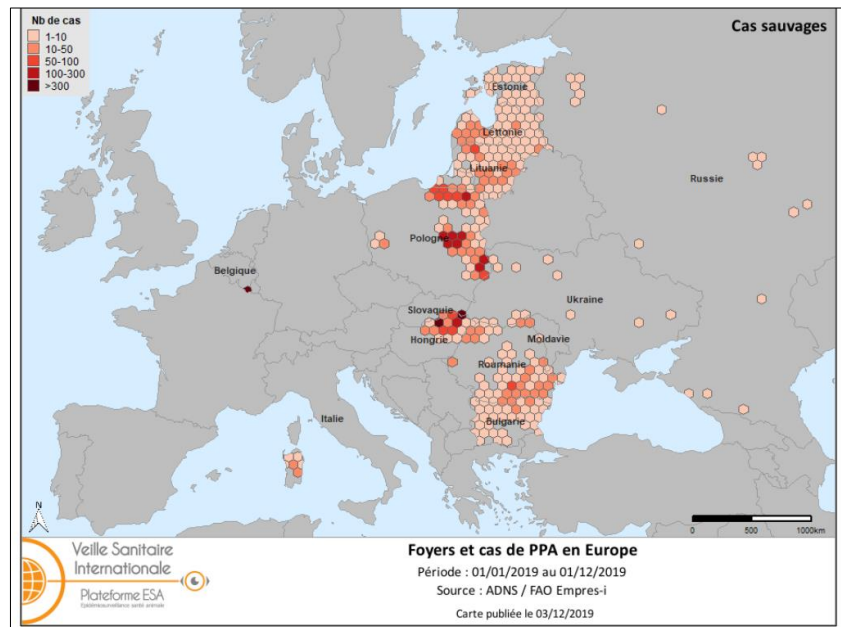 Nb de cas
1-10
10-50
50-100
100-300
>300
Cas sauvages
Estonie
Lettonie
Lituanie
Russie
Pologne
Belgique
Slovaquie
Ukraine
Hongrie
Moldavie
Roumanie
Italie
Bulgarie
N
0 500 1000km
Veille Sanitaire
Internationale
Plateforme ESA
Epidémiosurveillance santé animale
Foyers et cas de PPA en Europe
Période : 01/01/2019 au 01/12/2019
Source : ADNS / FAO Empres-i
Carte publiée le 03/12/2019